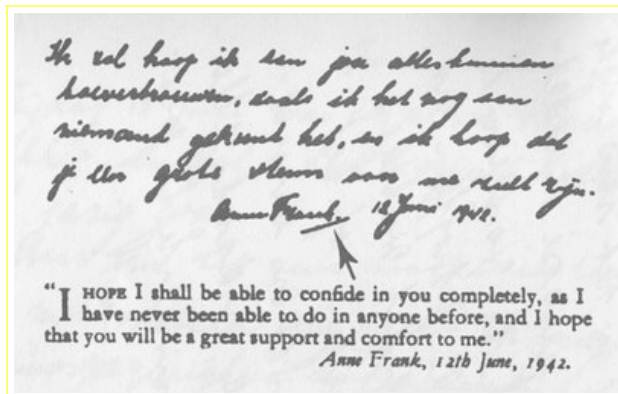 Ik zal hoop ik aan jou alles kunnen
toevertrouwen, zoals ik het nog aan
niemand gekund heb, en ik hoop dat
je een grote steun voor me zult zijn.
Anne Frank. 12 Juni 1942.
"I HOPE I shall be able to confide in you completely, as I
have never been able to do in anyone before, and I hope
that you will be a great support and comfort to me."
Anne Frank, 12th June, 1942.